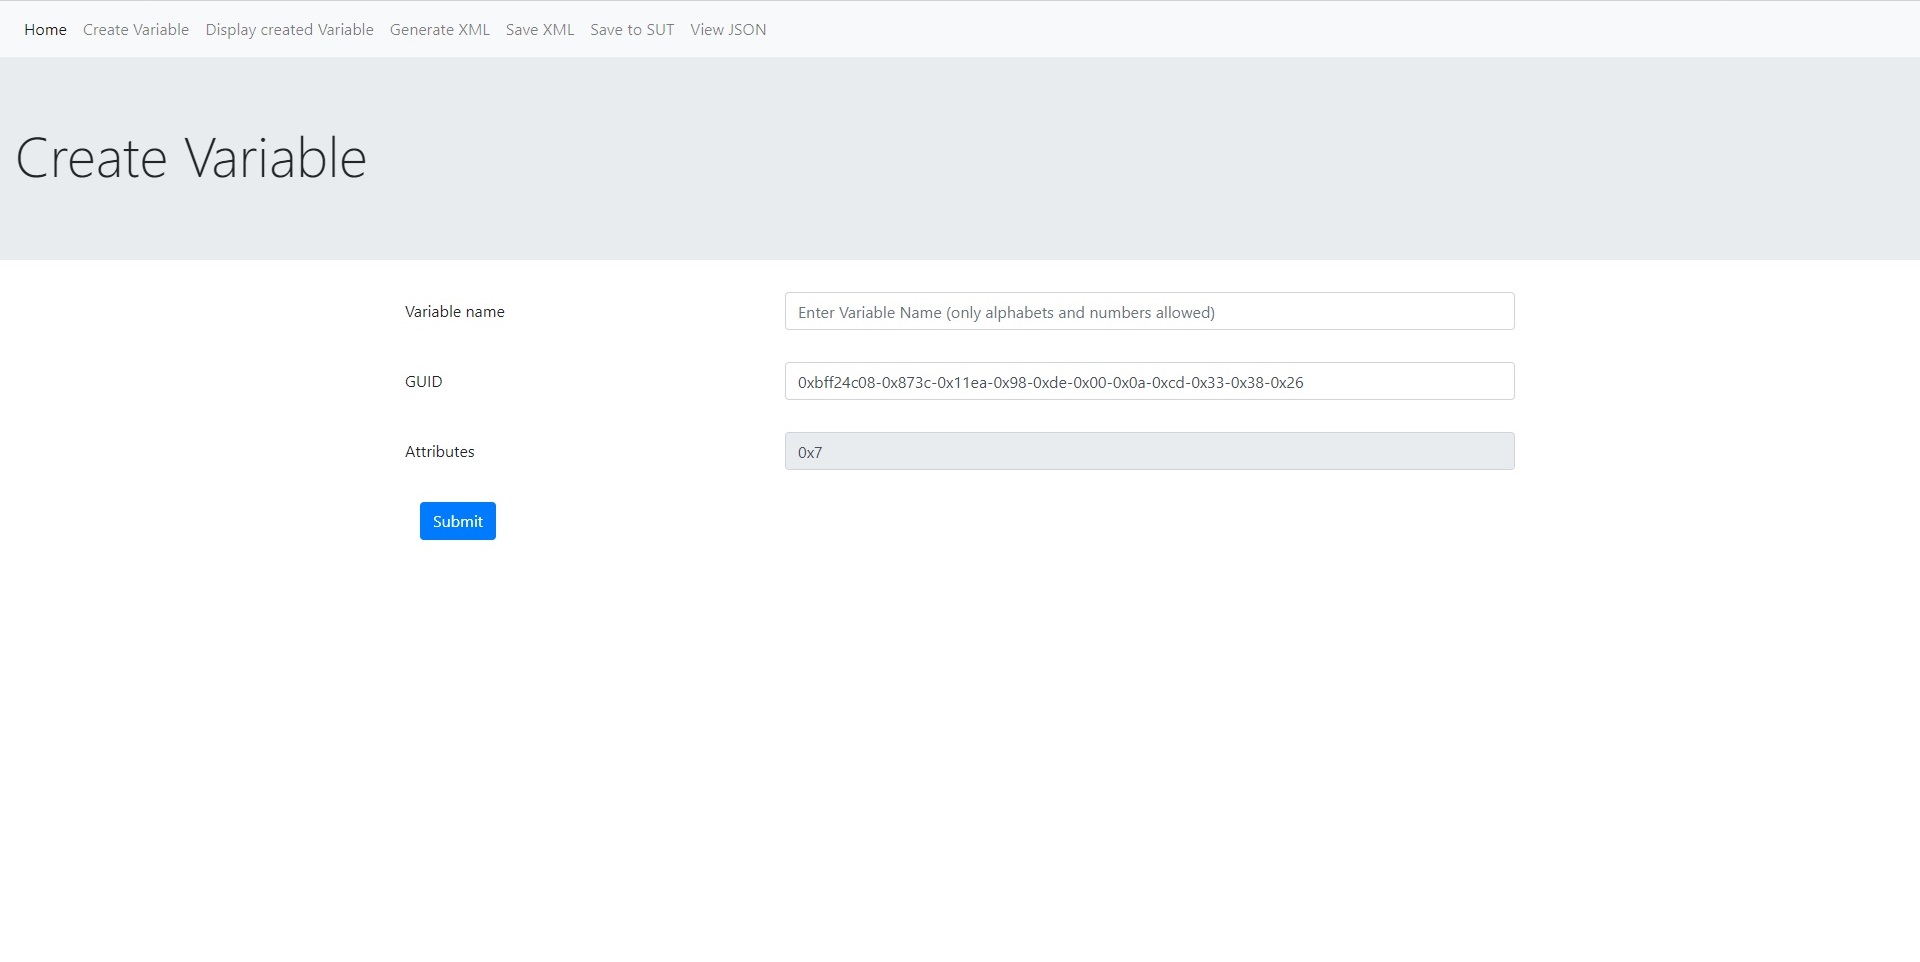 Home Create Variable Display created Variable Generate XML Save XML Save to SUT View JSON
Create Variable
Variable name Enter Variable Name (only alphabets and numbers allowed)
GUID 0xbff24c08-0x873c-0x11ea-0x98-0xde-0x00-0x0a-0xcd-0x33-0x38-0x26
Attributes 0x7
Submit